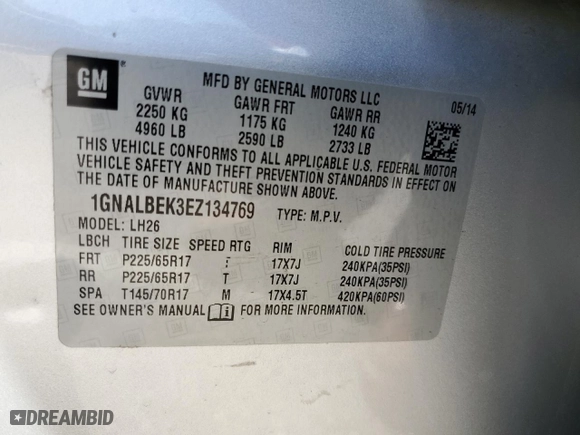 GM
MFD BY GENERAL MOTORS LLC
05/14
GVWR GAWR FRT GAWR RR
2250 KG 1175 KG 1240 KG
4960 LB 2590 LB 2733 LB
THIS VEHICLE CONFORMS TO ALL APPLICABLE U.S. FEDERAL MOTOR
VEHICLE SAFETY AND THEFT PREVENTION STANDARDS IN EFFECT ON
THE DATE OF MANUFACTURE SHOWN ABOVE.
1GNALBEK3EZ134769 TYPE: M.P.V.
MODEL: LH26
LBCH TIRE SIZE SPEED RTG RIM COLD TIRE PRESSURE
FRT P225/65R17 17X7J 240KPA(35PSI)
RR P225/65R17 T 17X7J 240KPA(35PSI)
SPA T145/70R17 M 17X4.5T 420KPA(60PSI)
SEE OWNER'S MANUAL FOR MORE INFORMATION.
DREAMBID